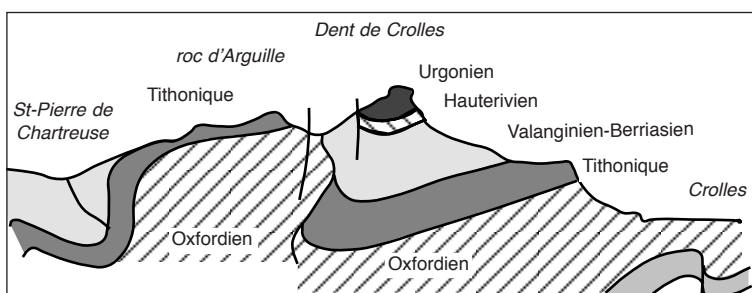 Dent de Crolles
roc d'Arguille
Urgonien
Tithonique
Hauterivien
St-Pierre de
Chartreuse
Valanginien-Berriasien
Tithonique
Crolles
Oxfordien
Oxfordien